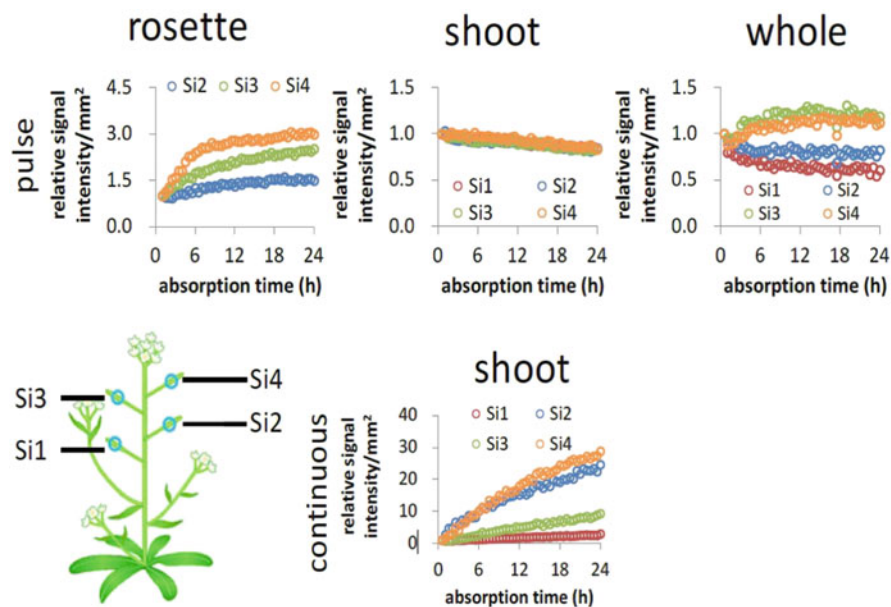 rosette
shoot
whole
pulse
relative signal
intensity/mm²
4.5
3.0
1.5
0.0
Si2 Si3 Si4
0 6 12 18 24
absorption time (h)
relative signal
intensity/mm²
1.5
1.0
0.5
0.0
Si1 Si2
Si3 Si4
0 6 12 18 24
absorption time (h)
relative signal
intensity/mm²
1.5
1.0
0.5
0.0
Si1 Si2
Si3 Si4
0 6 12 18 24
absorption time (h)
Si4
Si3
Si2
Si1
shoot
continuous
relative signal
intensity/mm²
40
30
20
10
0
Si1 Si2
Si3 Si4
0 6 12 18 24
absorption time (h)